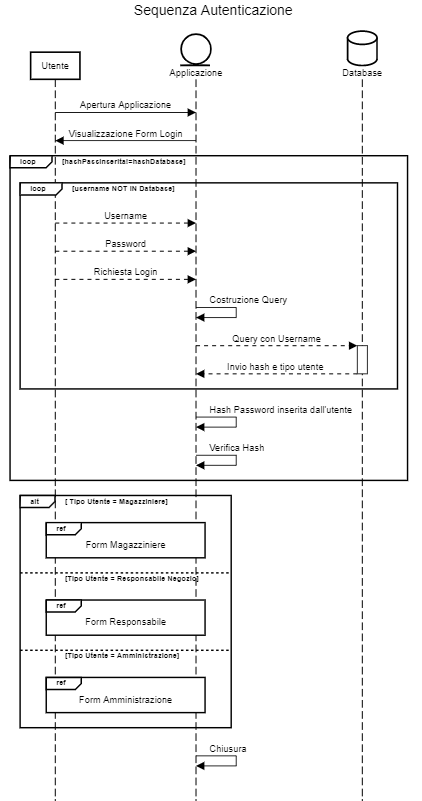 Sequenza Autenticazione
Utente
Applicazione
Database
Apertura Applicazione
Visualizzazione Form Login
loop [hashPassInserita!=hashDatabase]
loop [username NOT IN Database]
Username
Password
Richiesta Login
Costruzione Query
Query con Username
Invio hash e tipo utente
Hash Password inserita dall'utente
Verifica Hash
alt [ Tipo Utente = Magazziniere]
ref
Form Magazziniere
[Tipo Utente = Responsabile Negozio]
ref
Form Responsabile
[Tipo Utente = Amministrazione]
ref
Form Amministrazione
Chiusura